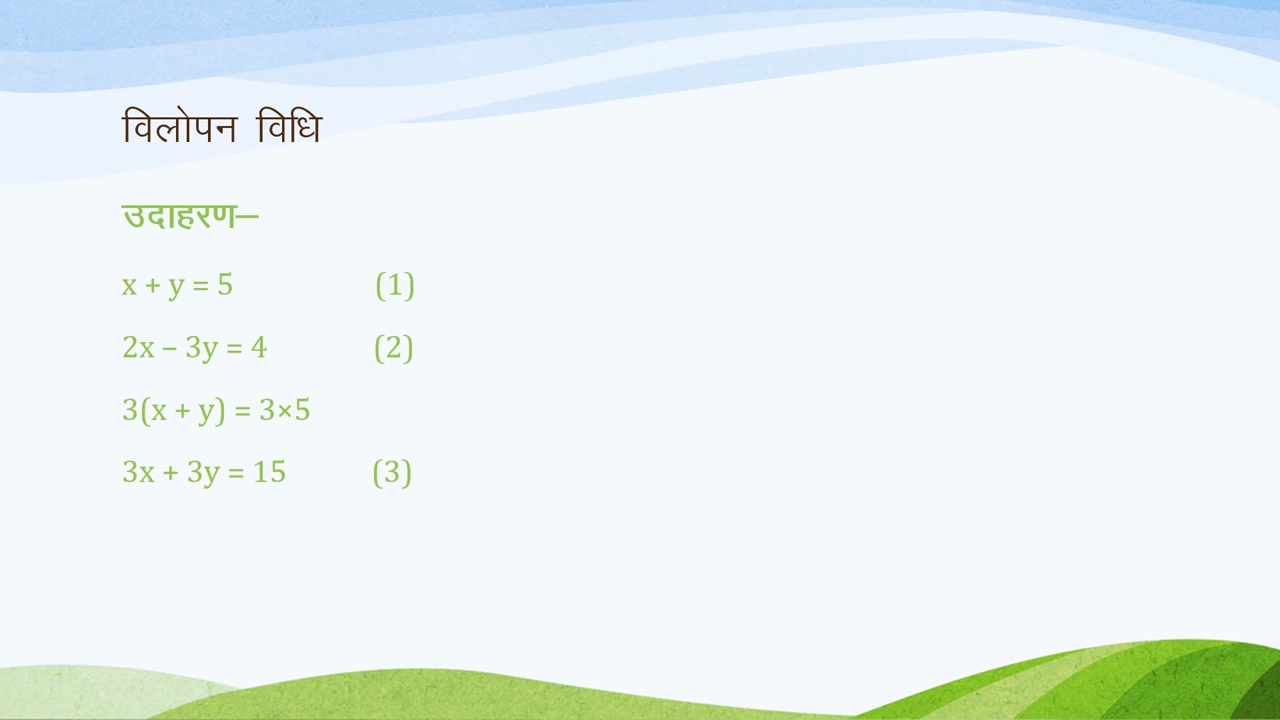 विलोपन विधि
उदाहरण–
x + y = 5 (1)
2x – 3y = 4 (2)
3(x + y) = 3×5
3x + 3y = 15 (3)